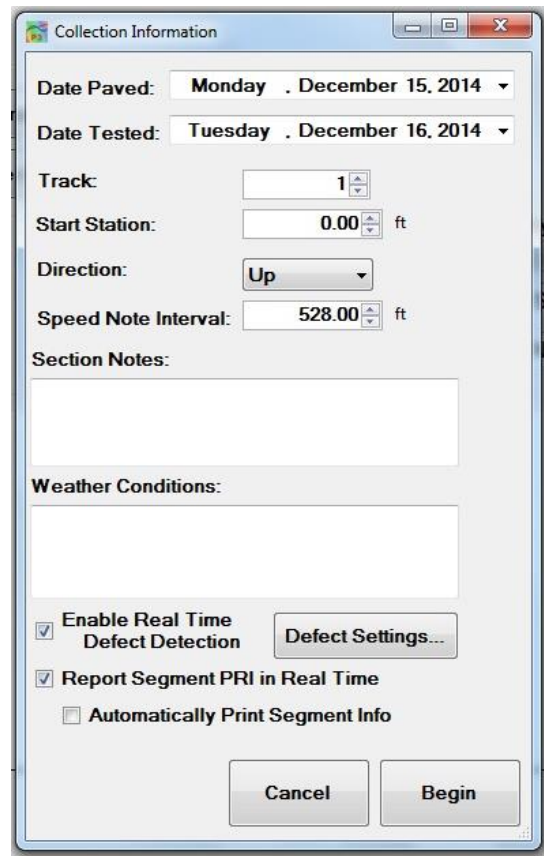 Collection Information
Date Paved: Monday , December 15, 2014
Date Tested: Tuesday , December 16, 2014
Track: 1
Start Station: 0.00 ft
Direction: Up
Speed Note Interval: 528.00 ft
Section Notes:
Weather Conditions:
Enable Real Time
Defect Detection
Defect Settings...
Report Segment PRI in Real Time
Automatically Print Segment Info
Cancel Begin